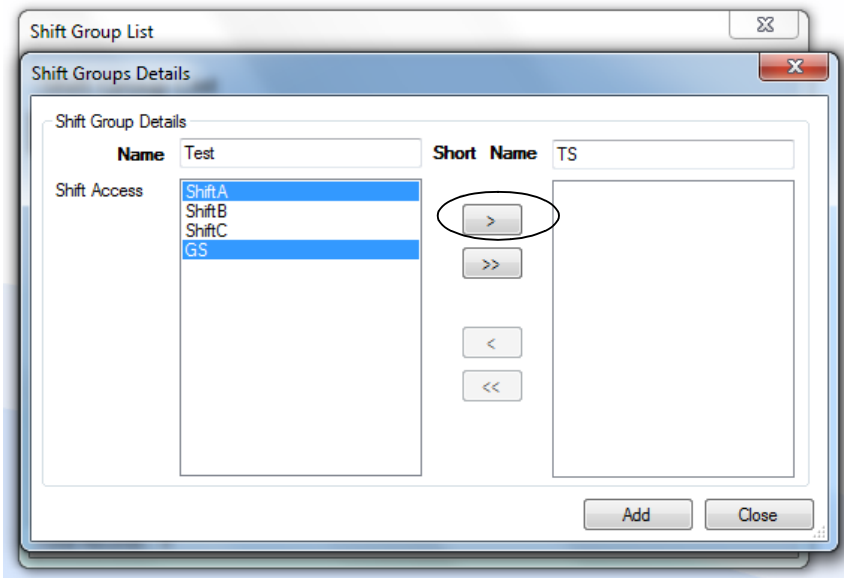 Shift Group List
Shift Groups Details
Shift Group Details
Name Test Short Name TS
Shift Access
ShiftA
ShiftB
ShiftC
GS
>
>>
<
<<
Add Close